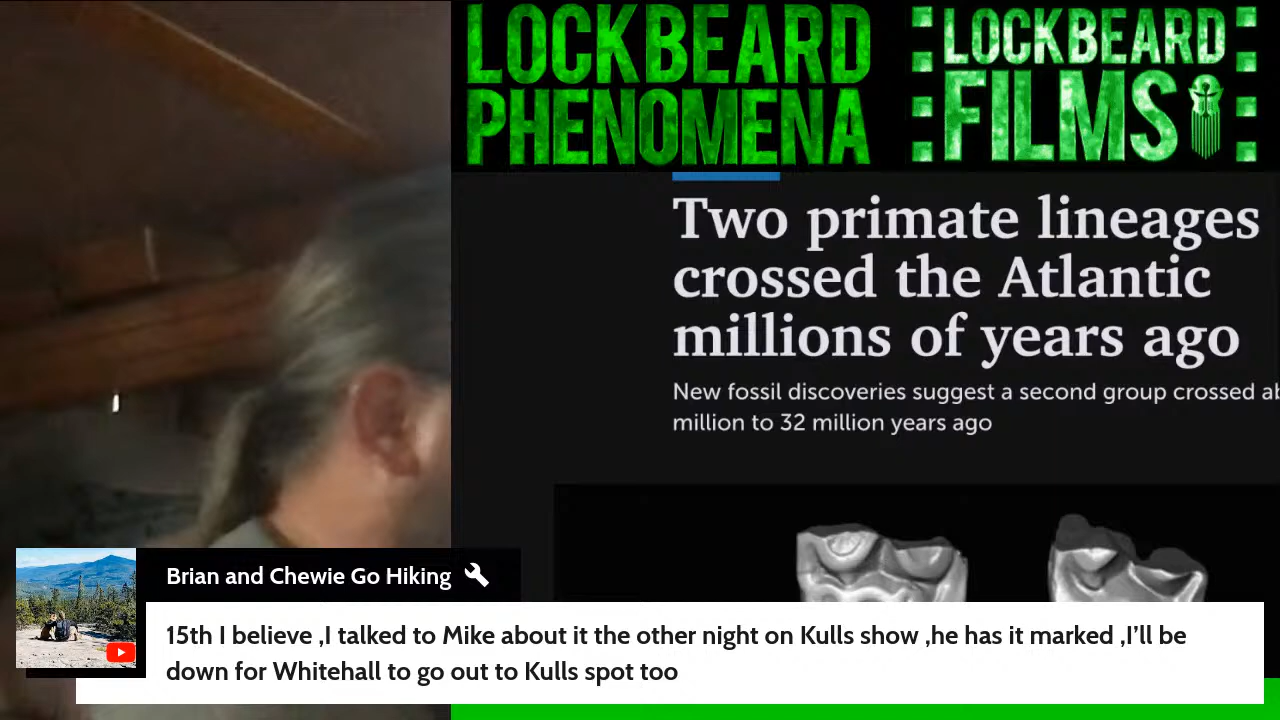 LOCKBEARD
PHENOMENA
LOCKBEARD
FILMS
Two primate lineages
crossed the Atlantic
millions of years ago
New fossil discoveries suggest a second group crossed
million to 32 million years ago
Brian and Chewie Go Hiking
15th I believe ,I talked to Mike about it the other night on Kulls show ,he has it marked ,I’ll be
down for Whitehall to go out to Kulls spot too